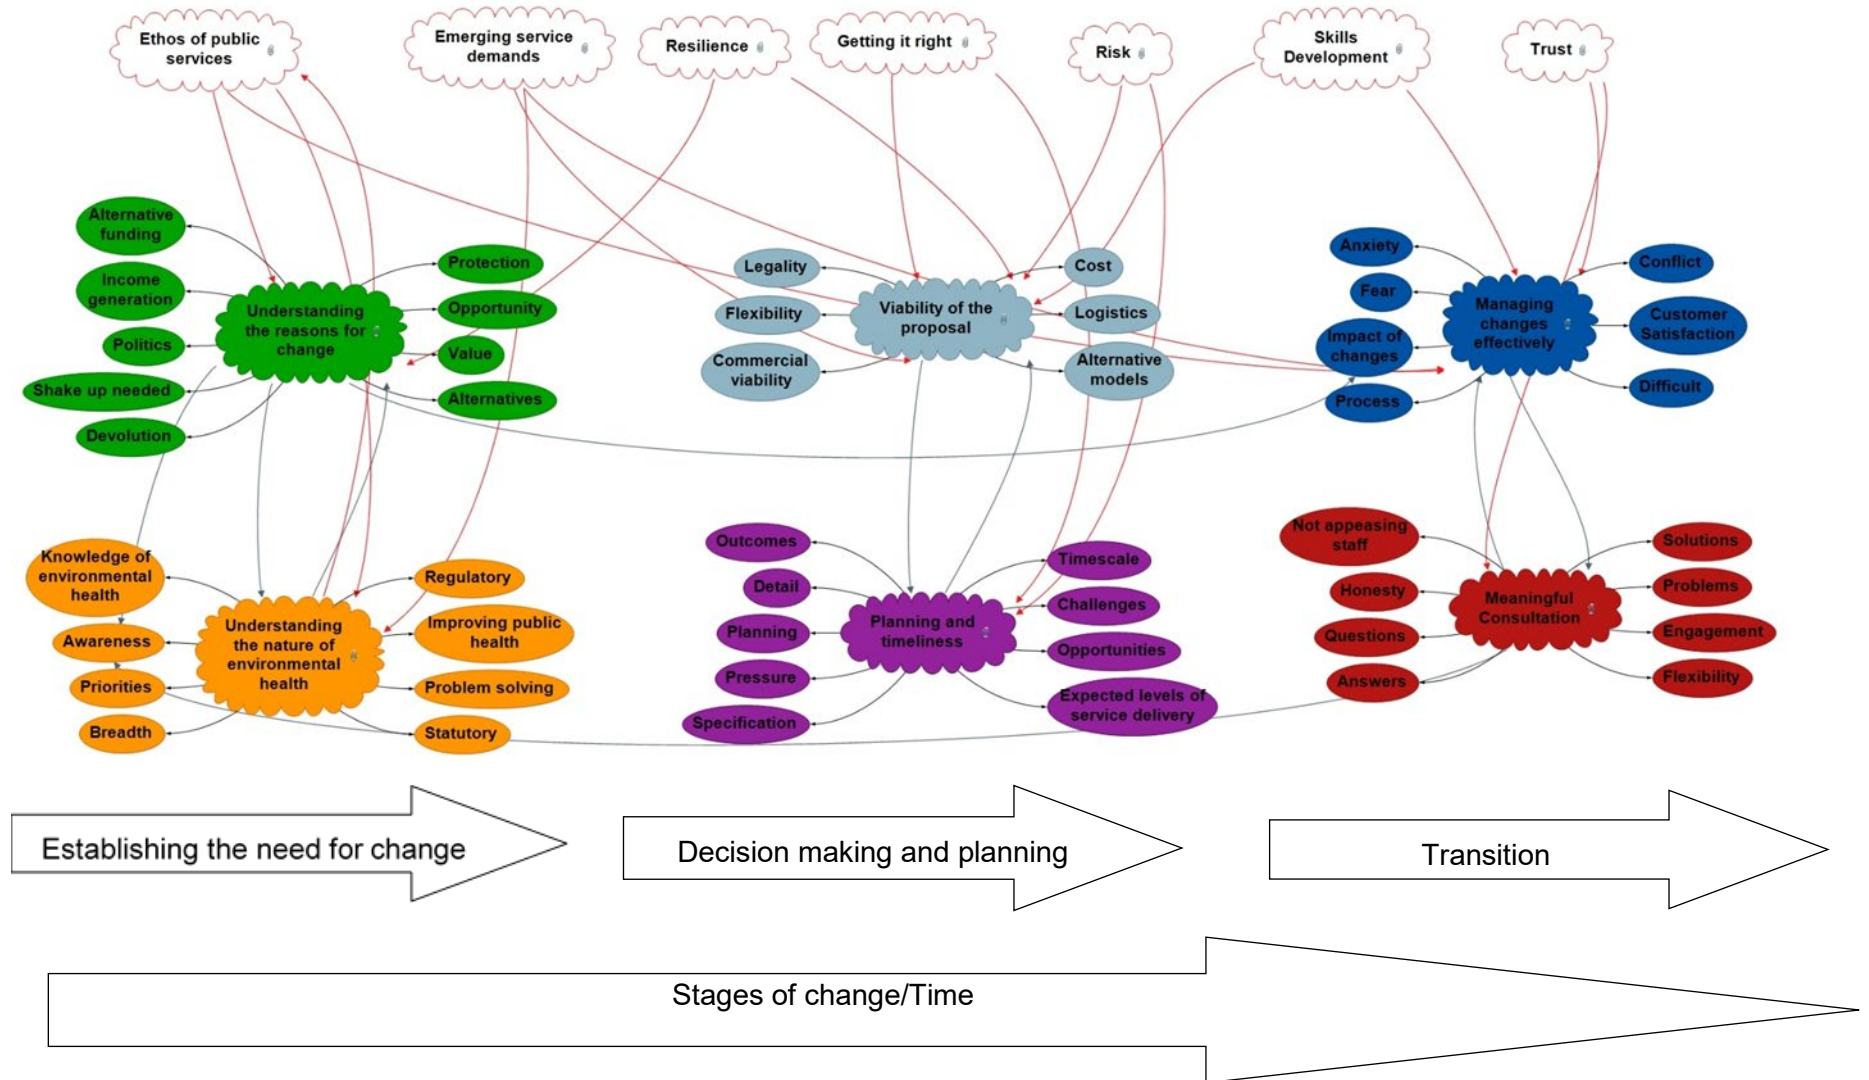 Ethos of public
services
Emerging service
demands
Resilience
Getting it right
Risk
Skills
Development
Trust
Alternative
funding
Income
generation
Politics
Shake up needed
Devolution
Understanding
the reasons for
change
Protection
Opportunity
Value
Alternatives
Legality
Flexibility
Commercial
viability
Viability of the
proposal
Cost
Logistics
Alternative
models
Anxiety
Fear
Impact of
changes
Process
Managing
changes
effectively
Conflict
Customer
Satisfaction
Difficult
Knowledge of
environmental
health
Awareness
Priorities
Breadth
Understanding
the nature of
environmental
health
Regulatory
Improving public
health
Problem solving
Statutory
Outcomes
Detail
Planning
Pressure
Specification
Planning and
timeliness
Timescale
Challenges
Opportunities
Expected levels of
service delivery
Not appeasing
staff
Honesty
Questions
Answers
Meaningful
Consultation
Solutions
Problems
Engagement
Flexibility
Establishing the need for change
Decision making and planning
Transition
Stages of change/Time